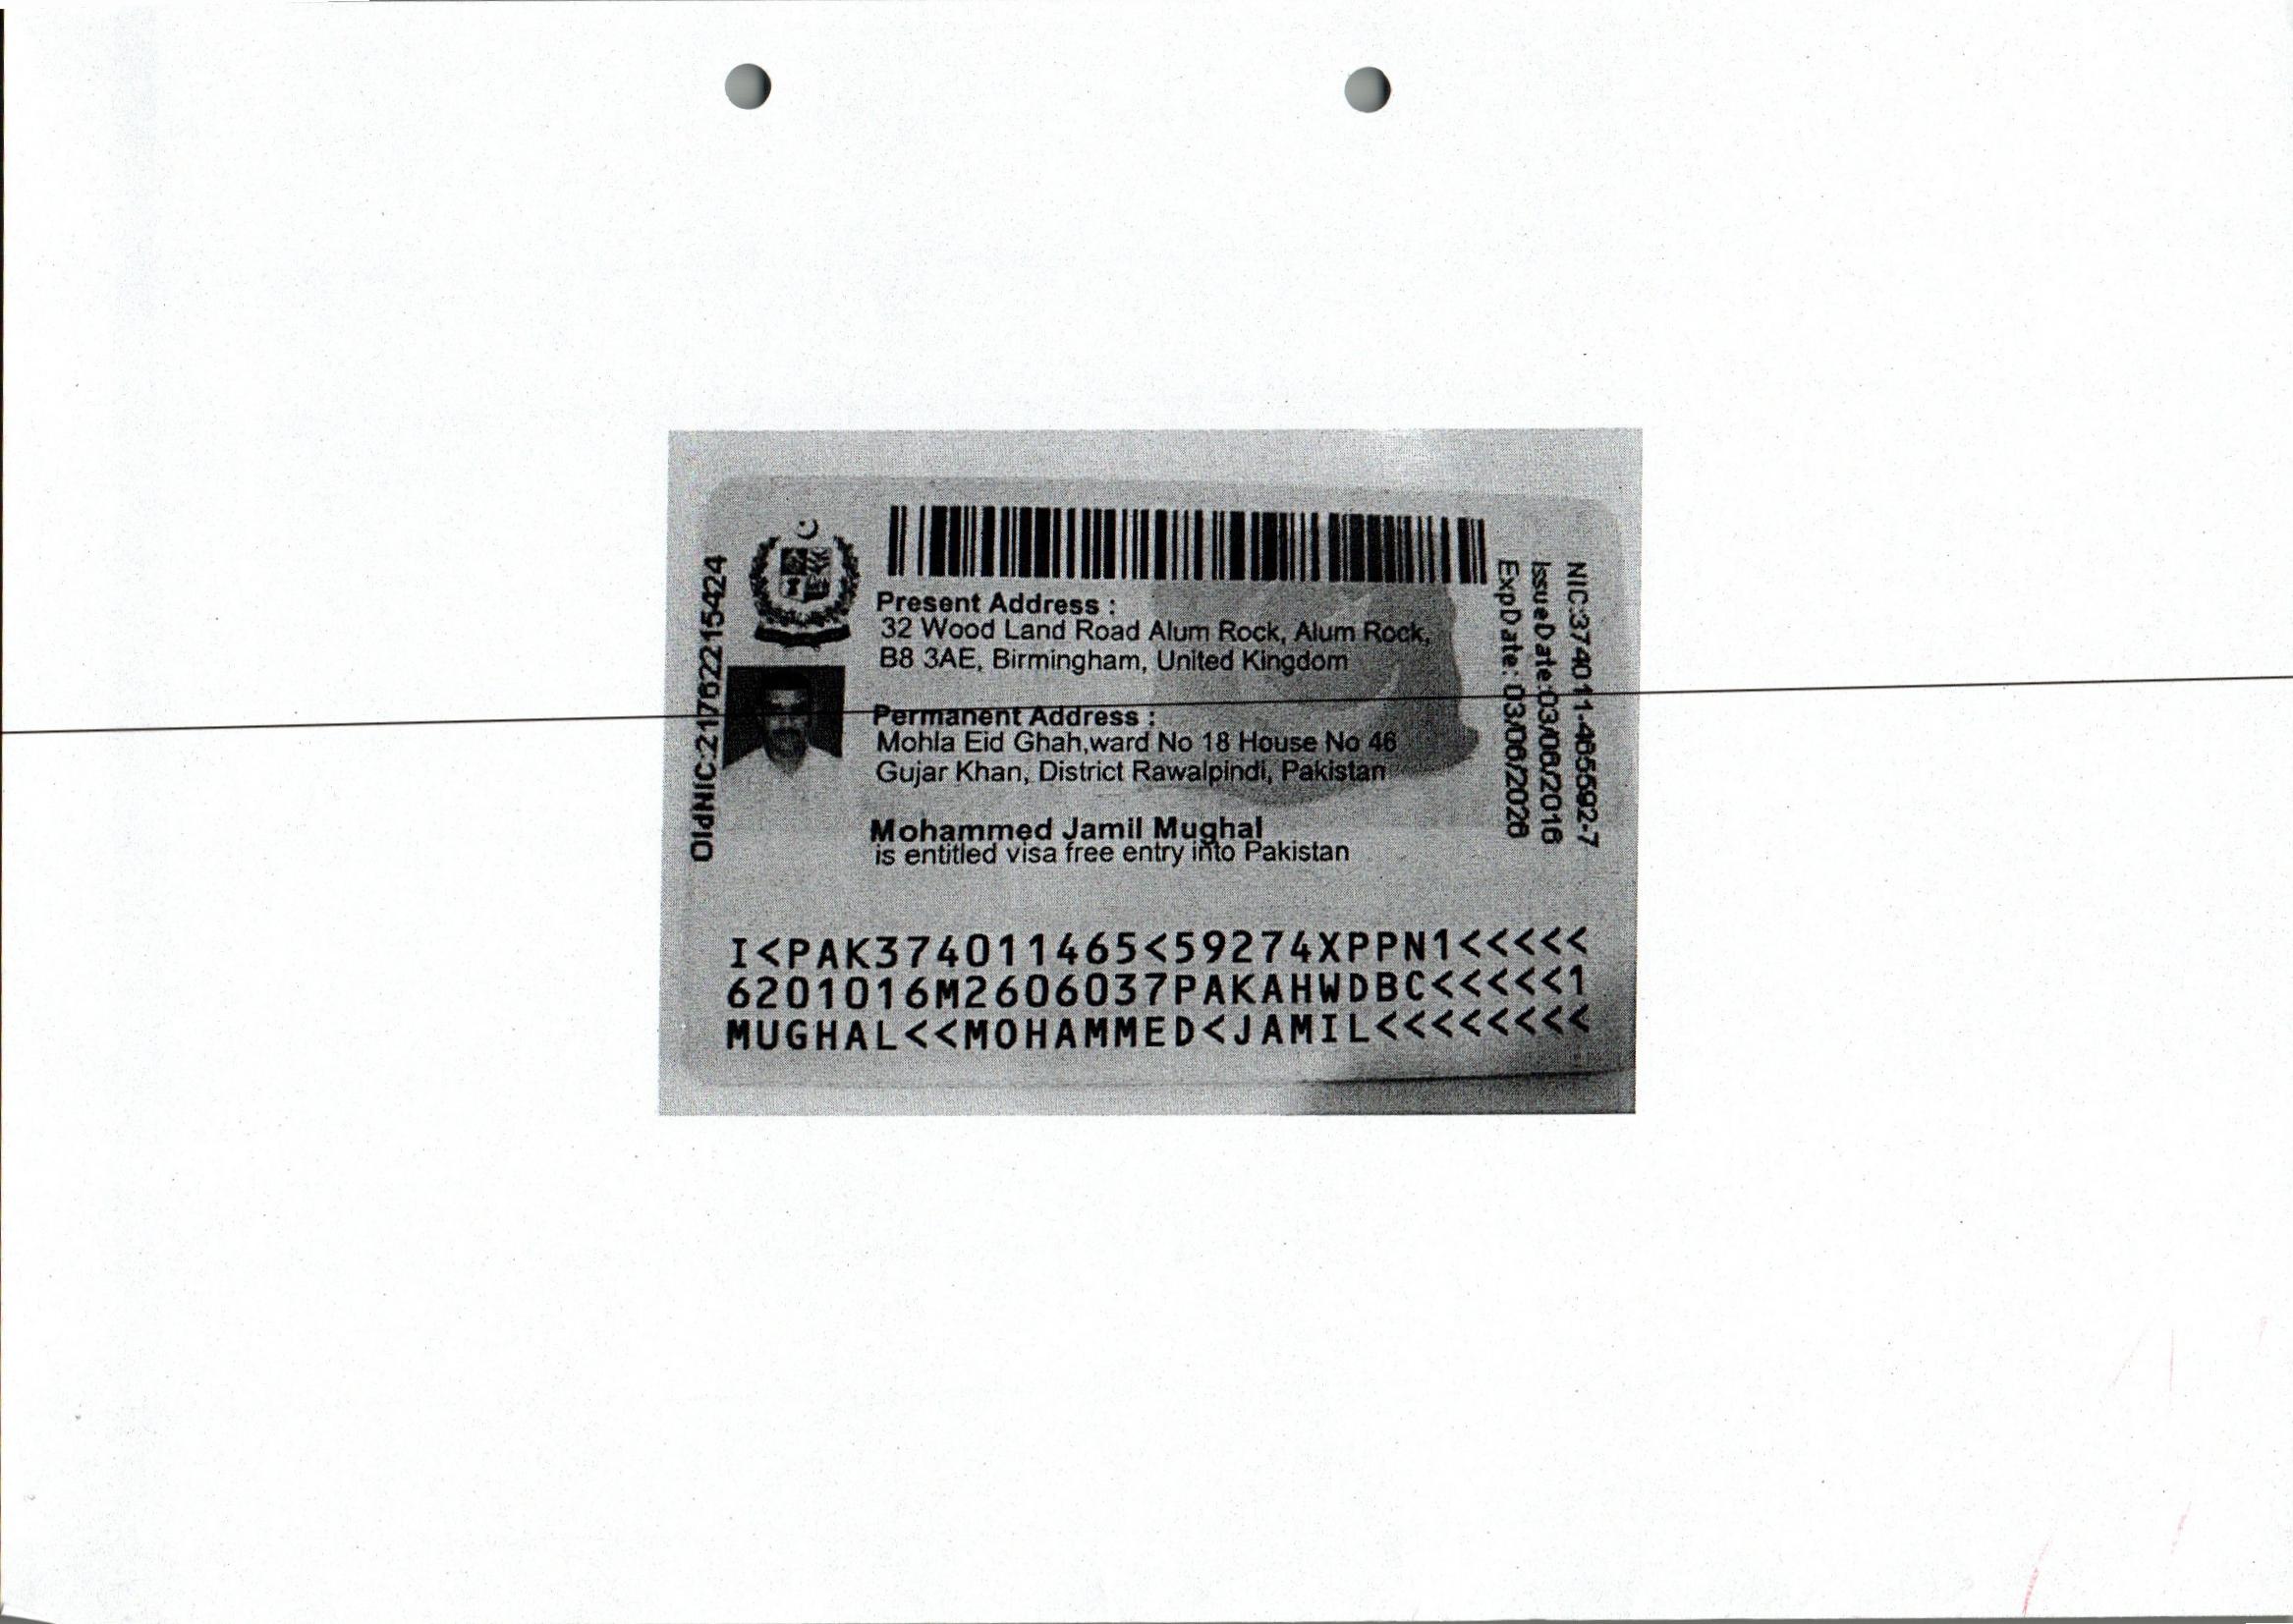 OldNIC:21762215424
Present Address :
32 Wood Land Road Alum Rock, Alum Rock,
B8 3AE, Birmingham, United Kingdom
Permanent Address :
Mohla Eid Ghah,ward No 18 House No 46
Gujar Khan, District Rawalpindi, Pakistan
Mohammed Jamil Mughal
is entitled visa free entry into Pakistan
NIC:374011-4655692-7
IssueDate:03/06/2016
ExpDate: 03/06/2026
I<PAK374011465<59274XPPN1<<<<<
6201016M2606037PAKAHWDBC<<<<<1
MUGHAL<<MOHAMMED<JAMIL<<<<<<<<